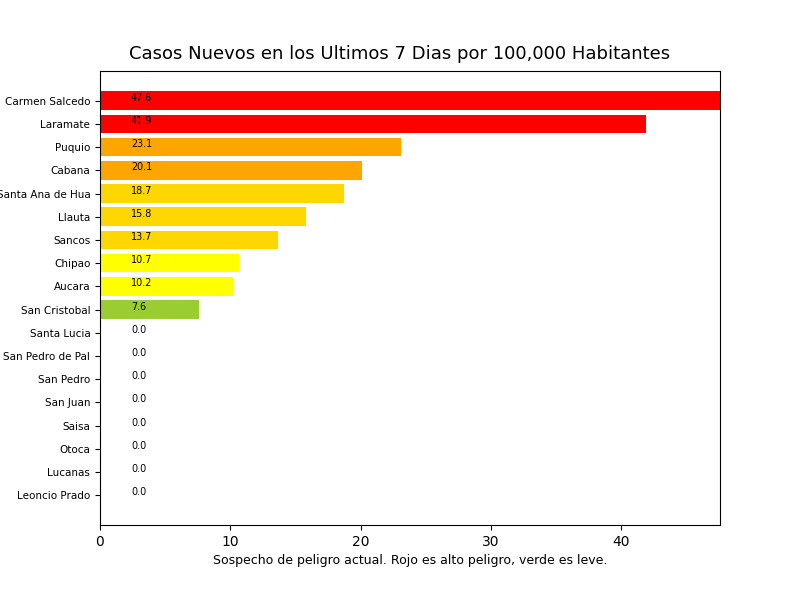 Casos Nuevos en los Ultimos 7 Dias por 100,000 Habitantes
Carmen Salcedo 47.6
Laramate 41.9
Puquio 23.1
Cabana 20.1
Santa Ana de Hua 18.7
Llauta 15.8
Sancos 13.7
Chipao 10.7
Aucara 10.2
San Cristobal 7.6
Santa Lucia 0.0
San Pedro de Pal 0.0
San Pedro 0.0
San Juan 0.0
Saisa 0.0
Otoca 0.0
Lucanas 0.0
Leoncio Prado 0.0
0 10 20 30 40
Sospecho de peligro actual. Rojo es alto peligro, verde es leve.